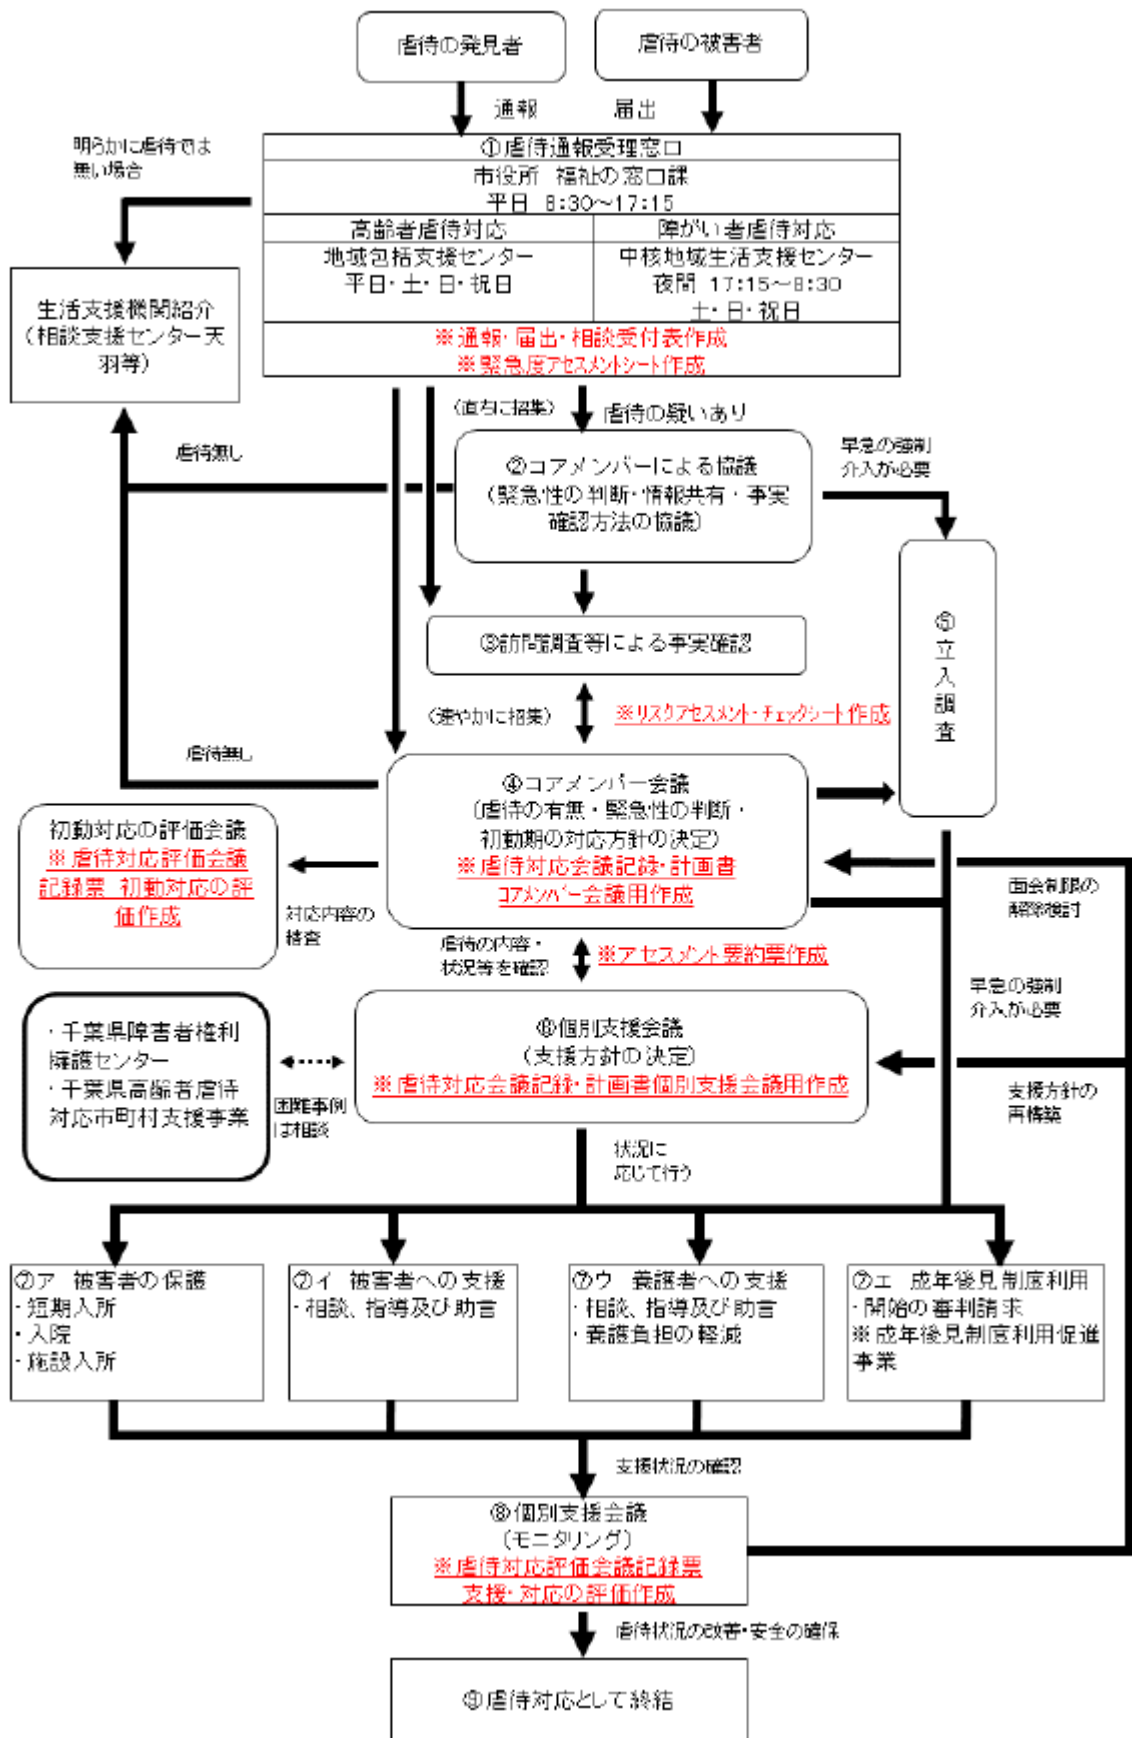 虐待の発見者
虐待の被害者
通報
届出
明らかに虐待では
無い場合
①虐待通報受理窓口
市役所 福祉の窓口課
平日 8:30～17:15
高齢者虐待対応
障がい者虐待対応
地域包括支援センター
平日・土・日・祝日
中核地域生活支援センター
夜間 17:15～8:30
土・日・祝日
※通報・届出・相談受付表作成
※緊急度アセスメントシート作成
生活支援機関紹介
（相談支援センター天
羽等）
（直ちに招集）
虐待の疑いあり
虐待無し
②コアメンバーによる協議
（緊急性の判断・情報共有・事実
確認方法の協議）
早急の強制
介入が必要
③訪問調査等による事実確認
⑤立入調査
（速やかに招集）
※リスクアセスメント・チェックシート作成
虐待無し
④コアメンバー会議
（虐待の有無・緊急性の判断・
初動期の対応方針の決定）
※虐待対応会議記録・計画書
コアメンバー会議用作成
初動対応の評価会議
※虐待対応評価会議
記録票 初動対応の評
価作成
対応内容の
検査
面会制限の
解除検討
虐待の内容・
状況等を確認
※アセスメント要約票作成
早急の強制
介入が必要
・千葉県障害者権利
擁護センター
・千葉県高齢者虐待
対応市町村支援事業
困難事例
は相談
⑥個別支援会議
（支援方針の決定）
※虐待対応会議記録・計画書個別支援会議用作成
支援方針の
再構築
状況に
応じて行う
⑦ア 被害者の保護
・短期入所
・入院
・施設入所
⑦イ 被害者への支援
・相談、指導及び助言
⑦ウ 養護者への支援
・相談、指導及び助言
・養護負担の軽減
⑦エ 成年後見制度利用
・開始の審判請求
※成年後見制度利用促進
事業
支援状況の確認
⑧個別支援会議
（モニタリング）
※虐待対応評価会議記録票
支援・対応の評価作成
虐待状況の改善・安全の確保
⑨虐待対応として終結